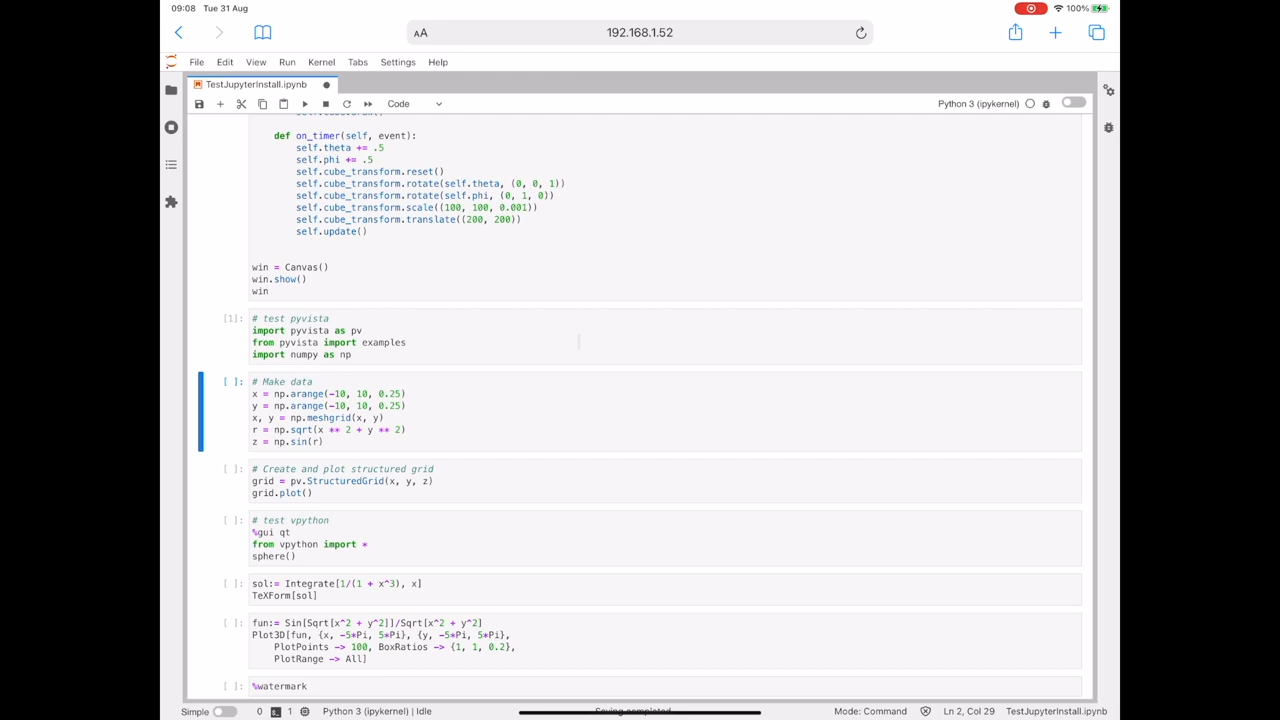 09:08 Tue 31 Aug
100%
AA
192.168.1.52
File Edit View Run Kernel Tabs Settings Help
TestJupyterInstall.ipynb
Code
Python 3 (ipykernel)
def on_timer(self, event):
self.theta += .5
self.phi += .5
self.cube_transform.reset()
self.cube_transform.rotate(self.theta, (0, 0, 1))
self.cube_transform.rotate(self.phi, (0, 1, 0))
self.cube_transform.scale((100, 100, 0.001))
self.cube_transform.translate((200, 200))
self.update()
win = Canvas()
win.show()
win
[1]: # test pyvista
import pyvista as pv
from pyvista import examples
import numpy as np
[ ]: # Make data
x = np.arange(-10, 10, 0.25)
y = np.arange(-10, 10, 0.25)
x, y = np.meshgrid(x, y)
r = np.sqrt(x ** 2 + y ** 2)
z = np.sin(r)
[ ]: # Create and plot structured grid
grid = pv.StructuredGrid(x, y, z)
grid.plot()
[ ]: # test vpython
%gui qt
from vpython import *
sphere()
[ ]: sol:= Integrate[1/(1 + x^3), x]
TeXForm[sol]
[ ]: fun:= Sin[Sqrt[x^2 + y^2]]/Sqrt[x^2 + y^2]
Plot3D[fun, {x, -5*Pi, 5*Pi}, {y, -5*Pi, 5*Pi},
PlotPoints -> 100, BoxRatios -> {1, 1, 0.2},
PlotRange -> All]
[ ]: %watermark
Simple 0 1 Python 3 (ipykernel) | Idle Saving completed Mode: Command Ln 2, Col 29 TestJupyterInstall.ipynb